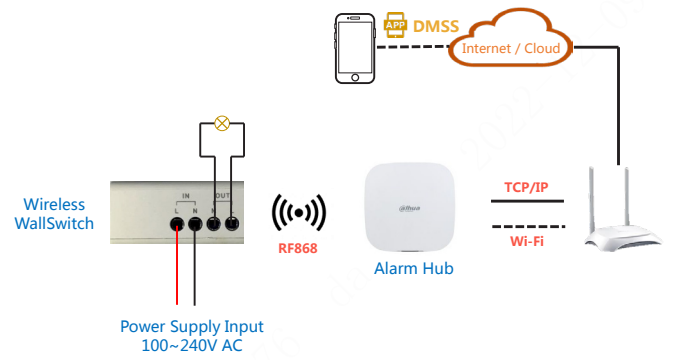 APP DMSS
Internet / Cloud
IN OUT
L N N L
Wireless
WallSwitch
RF868
alhua
Alarm Hub
TCP/IP
Wi-Fi
Power Supply Input
100~240V AC